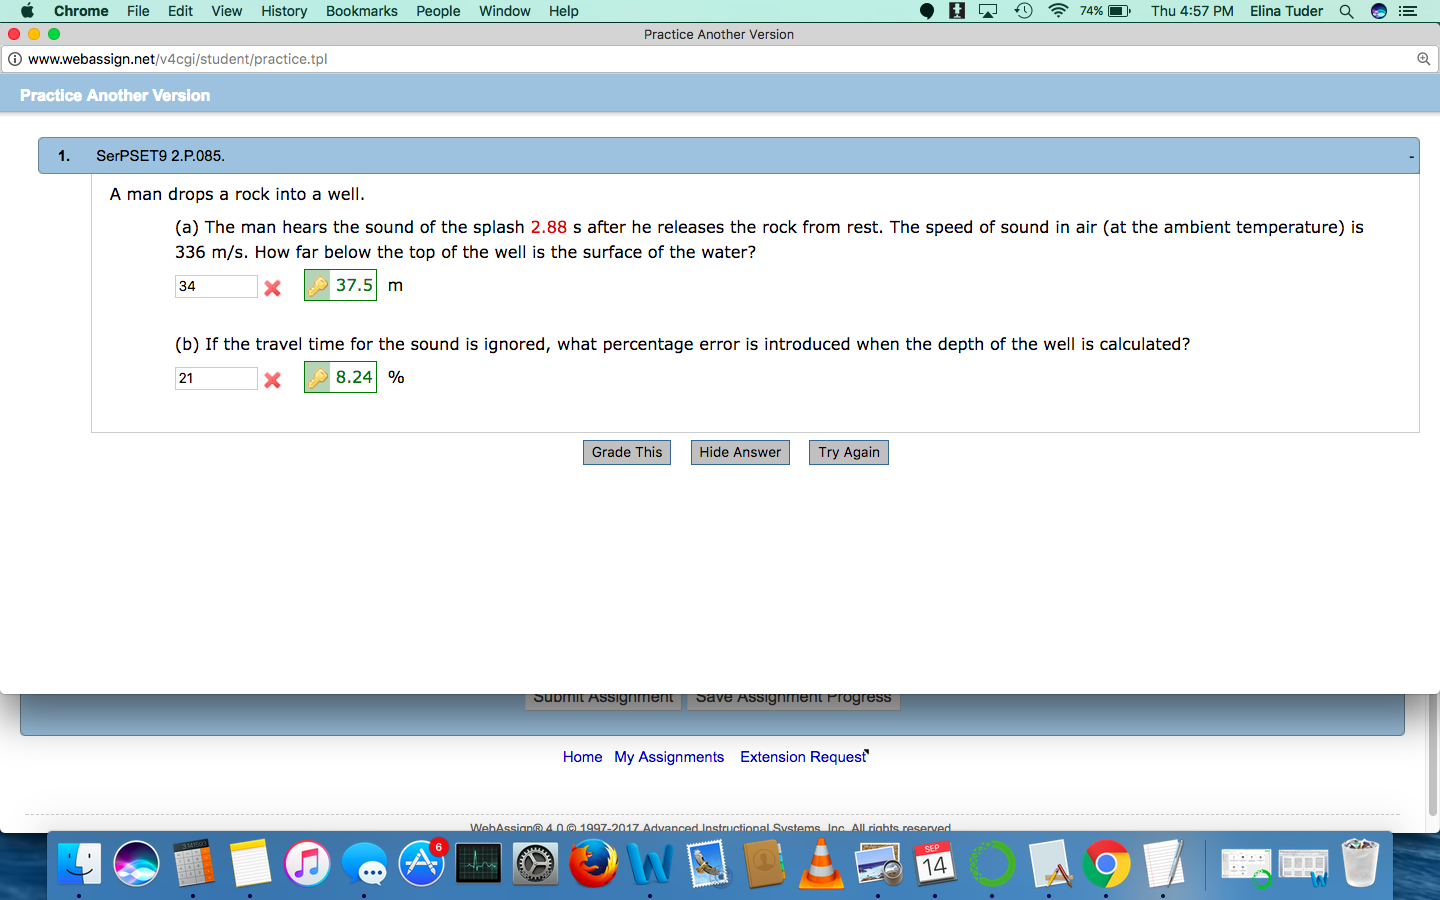 Chrome File Edit View History Bookmarks People Window Help 74% Thu 4:57 PM Elina Tuder
Practice Another Version
www.webassign.net/v4cgi/student/practice.tpl
Practice Another Version
1. SerPSET9 2.P.085. -
A man drops a rock into a well.
(a) The man hears the sound of the splash 2.88 s after he releases the rock from rest. The speed of sound in air (at the ambient temperature) is
336 m/s. How far below the top of the well is the surface of the water?
34 37.5 m
(b) If the travel time for the sound is ignored, what percentage error is introduced when the depth of the well is calculated?
21 8.24 %
Grade This Hide Answer Try Again
Submit Assignment Save Assignment Progress
Home My Assignments Extension Request
WebAssign® 4.0 © 1997-2017 Advanced Instructional Systems, Inc. All rights reserved.
6
SEP
14